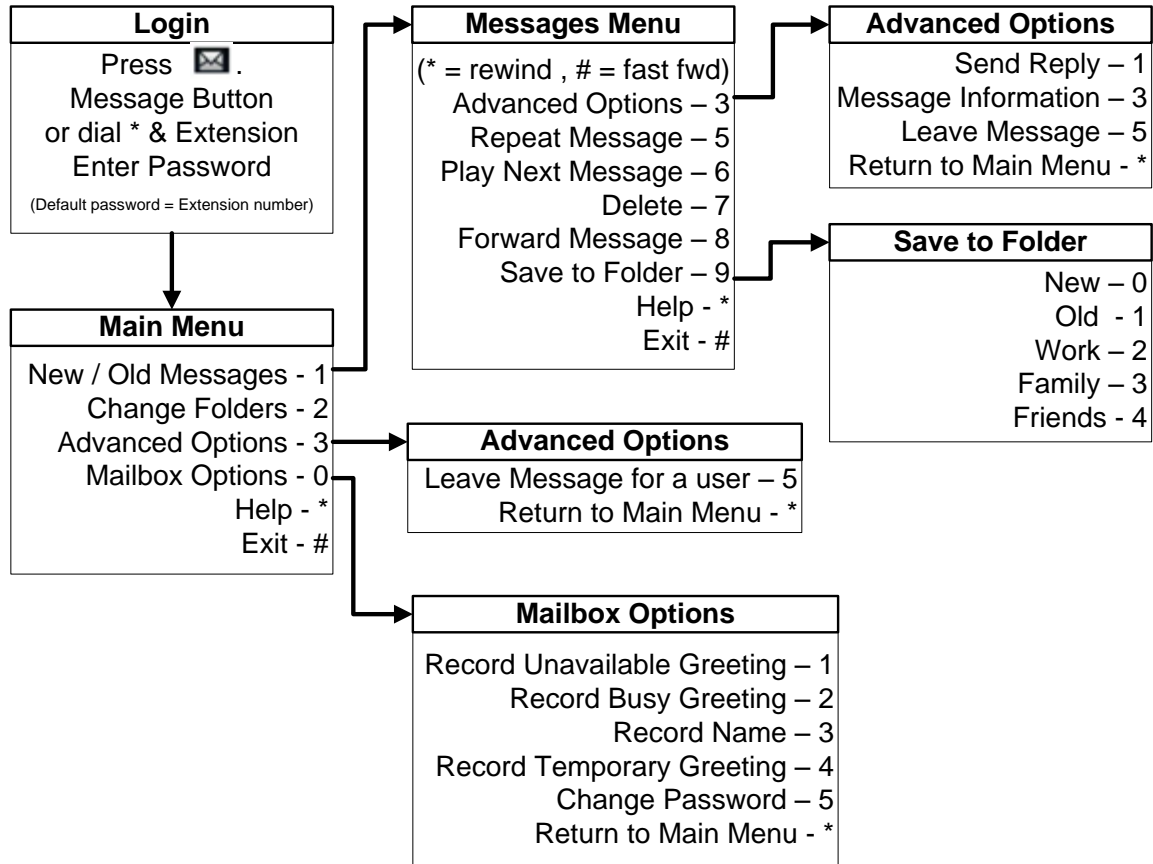 Login
Press .
Message Button
or dial * & Extension
Enter Password
(Default password = Extension number)
Main Menu
New / Old Messages - 1
Change Folders - 2
Advanced Options - 3
Mailbox Options - 0
Help - *
Exit - #
Messages Menu
(* = rewind , # = fast fwd)
Advanced Options – 3
Repeat Message – 5
Play Next Message – 6
Delete – 7
Forward Message – 8
Save to Folder – 9
Help - *
Exit - #
Advanced Options
Send Reply – 1
Message Information – 3
Leave Message – 5
Return to Main Menu - *
Save to Folder
New – 0
Old - 1
Work – 2
Family – 3
Friends - 4
Advanced Options
Leave Message for a user – 5
Return to Main Menu - *
Mailbox Options
Record Unavailable Greeting – 1
Record Busy Greeting – 2
Record Name – 3
Record Temporary Greeting – 4
Change Password – 5
Return to Main Menu - *